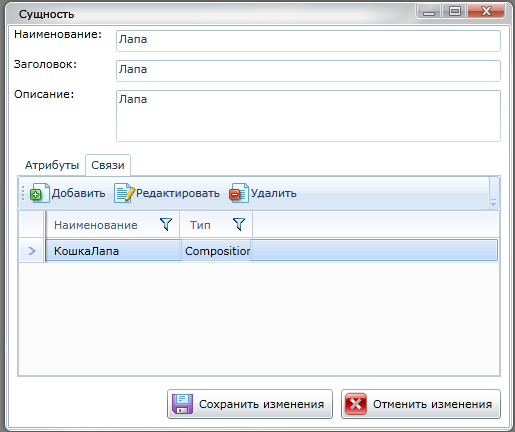 Сущность
Наименование: Лапа
Заголовок: Лапа
Описание: Лапа
Атрибуты Связи
Добавить Редактировать Удалить
Наименование Тип
КошкаЛапа Composition
Сохранить изменения Отменить изменения